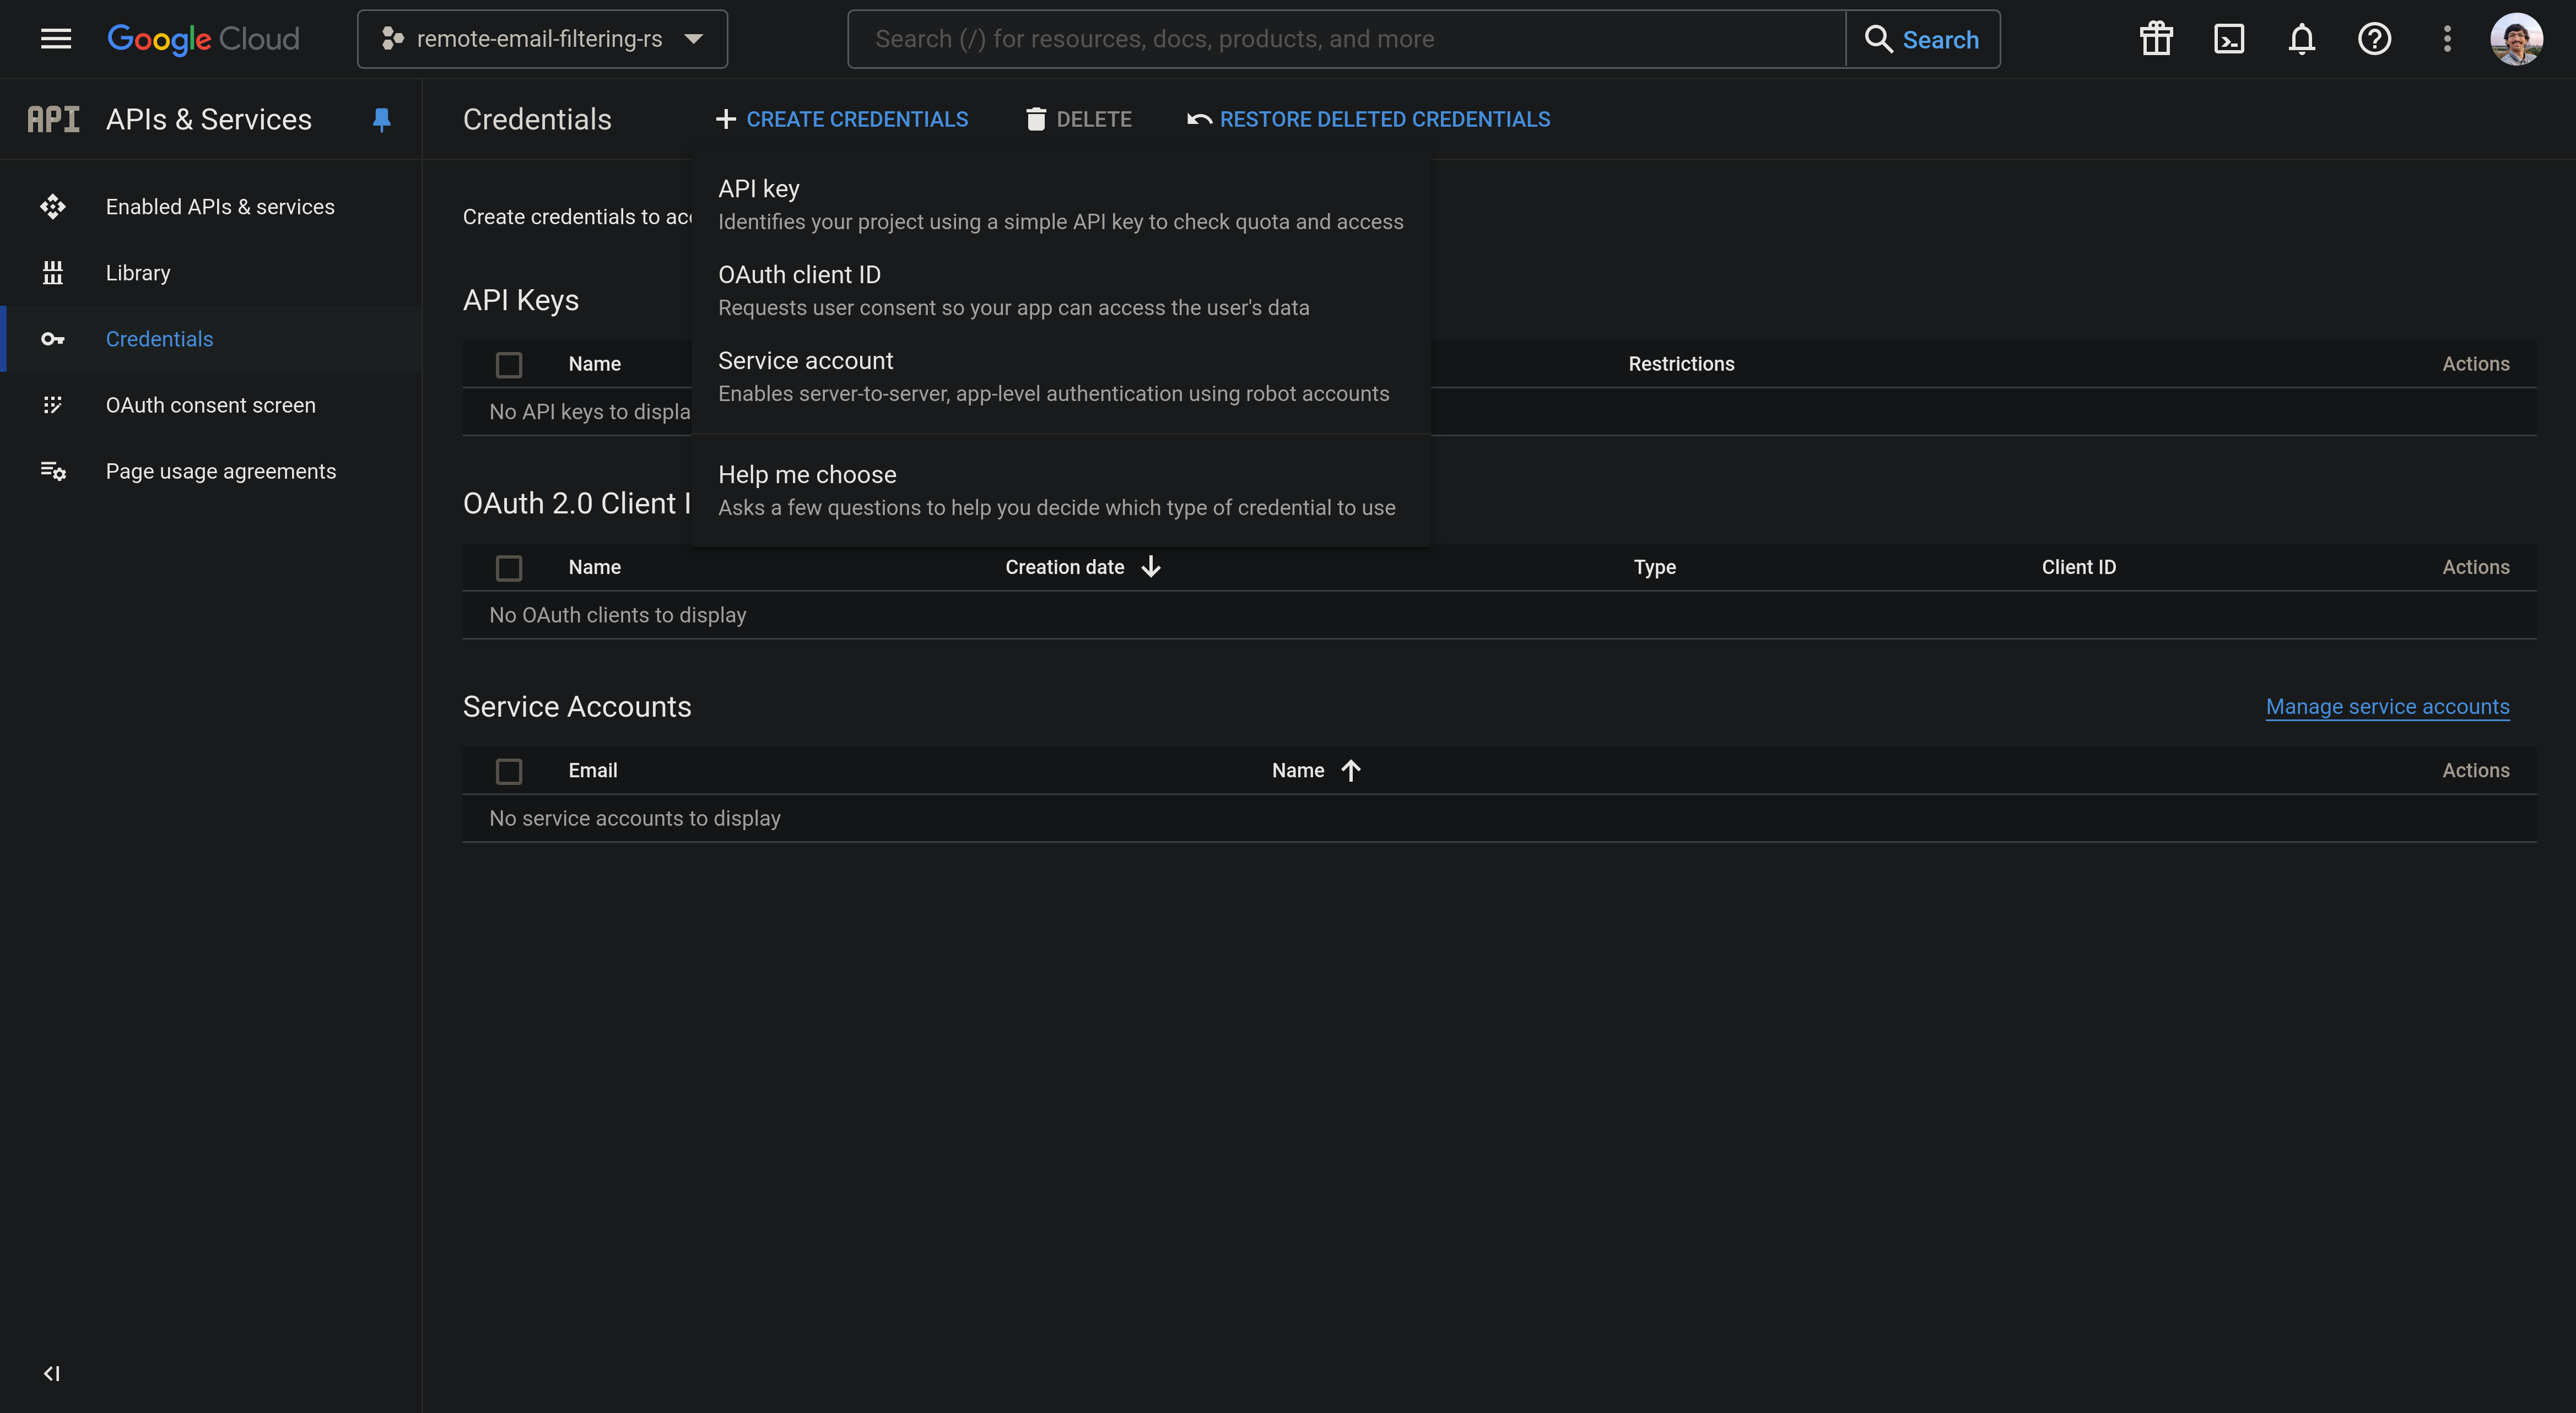 Google Cloud
remote-email-filtering-rs
Search (/) for resources, docs, products, and more
Search
API
APIs & Services
Credentials
CREATE CREDENTIALS
DELETE
RESTORE DELETED CREDENTIALS
Enabled APIs & services
Library
Credentials
OAuth consent screen
Page usage agreements
Create credentials to acc
API key
Identifies your project using a simple API key to check quota and access
OAuth client ID
Requests user consent so your app can access the user's data
Service account
Enables server-to-server, app-level authentication using robot accounts
Help me choose
Asks a few questions to help you decide which type of credential to use
API Keys
Name
Restrictions
Actions
No API keys to displa
OAuth 2.0 Client I
Name
Creation date
Type
Client ID
Actions
No OAuth clients to display
Service Accounts
Manage service accounts
Email
Name
Actions
No service accounts to display